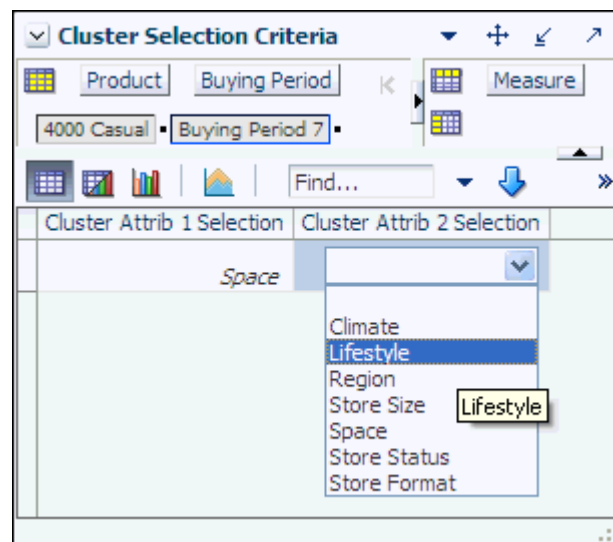 Cluster Selection Criteria
Product Buying Period Measure
4000 Casual Buying Period 7
Find...
Cluster Attrib 1 Selection Cluster Attrib 2 Selection
Space
Climate
Lifestyle
Region
Store Size Lifestyle
Space
Store Status
Store Format